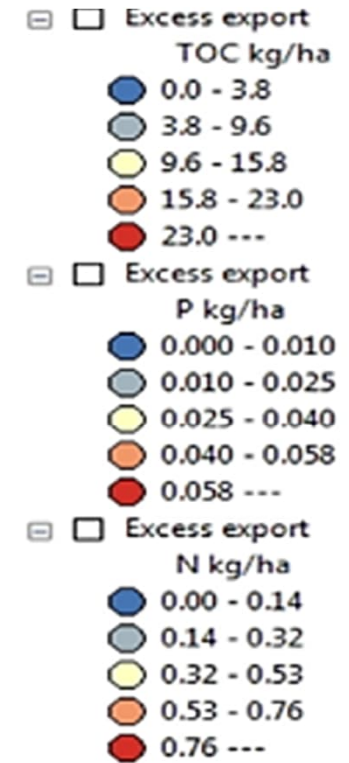 Excess export
TOC kg/ha
0.0 - 3.8
3.8 - 9.6
9.6 - 15.8
15.8 - 23.0
23.0 ---
Excess export
P kg/ha
0.000 - 0.010
0.010 - 0.025
0.025 - 0.040
0.040 - 0.058
0.058 ---
Excess export
N kg/ha
0.00 - 0.14
0.14 - 0.32
0.32 - 0.53
0.53 - 0.76
0.76 ---